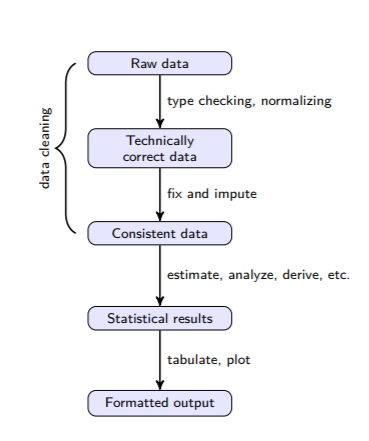 Raw data
type checking, normalizing
Technically
correct data
data cleaning
fix and impute
Consistent data
estimate, analyze, derive, etc.
Statistical results
tabulate, plot
Formatted output